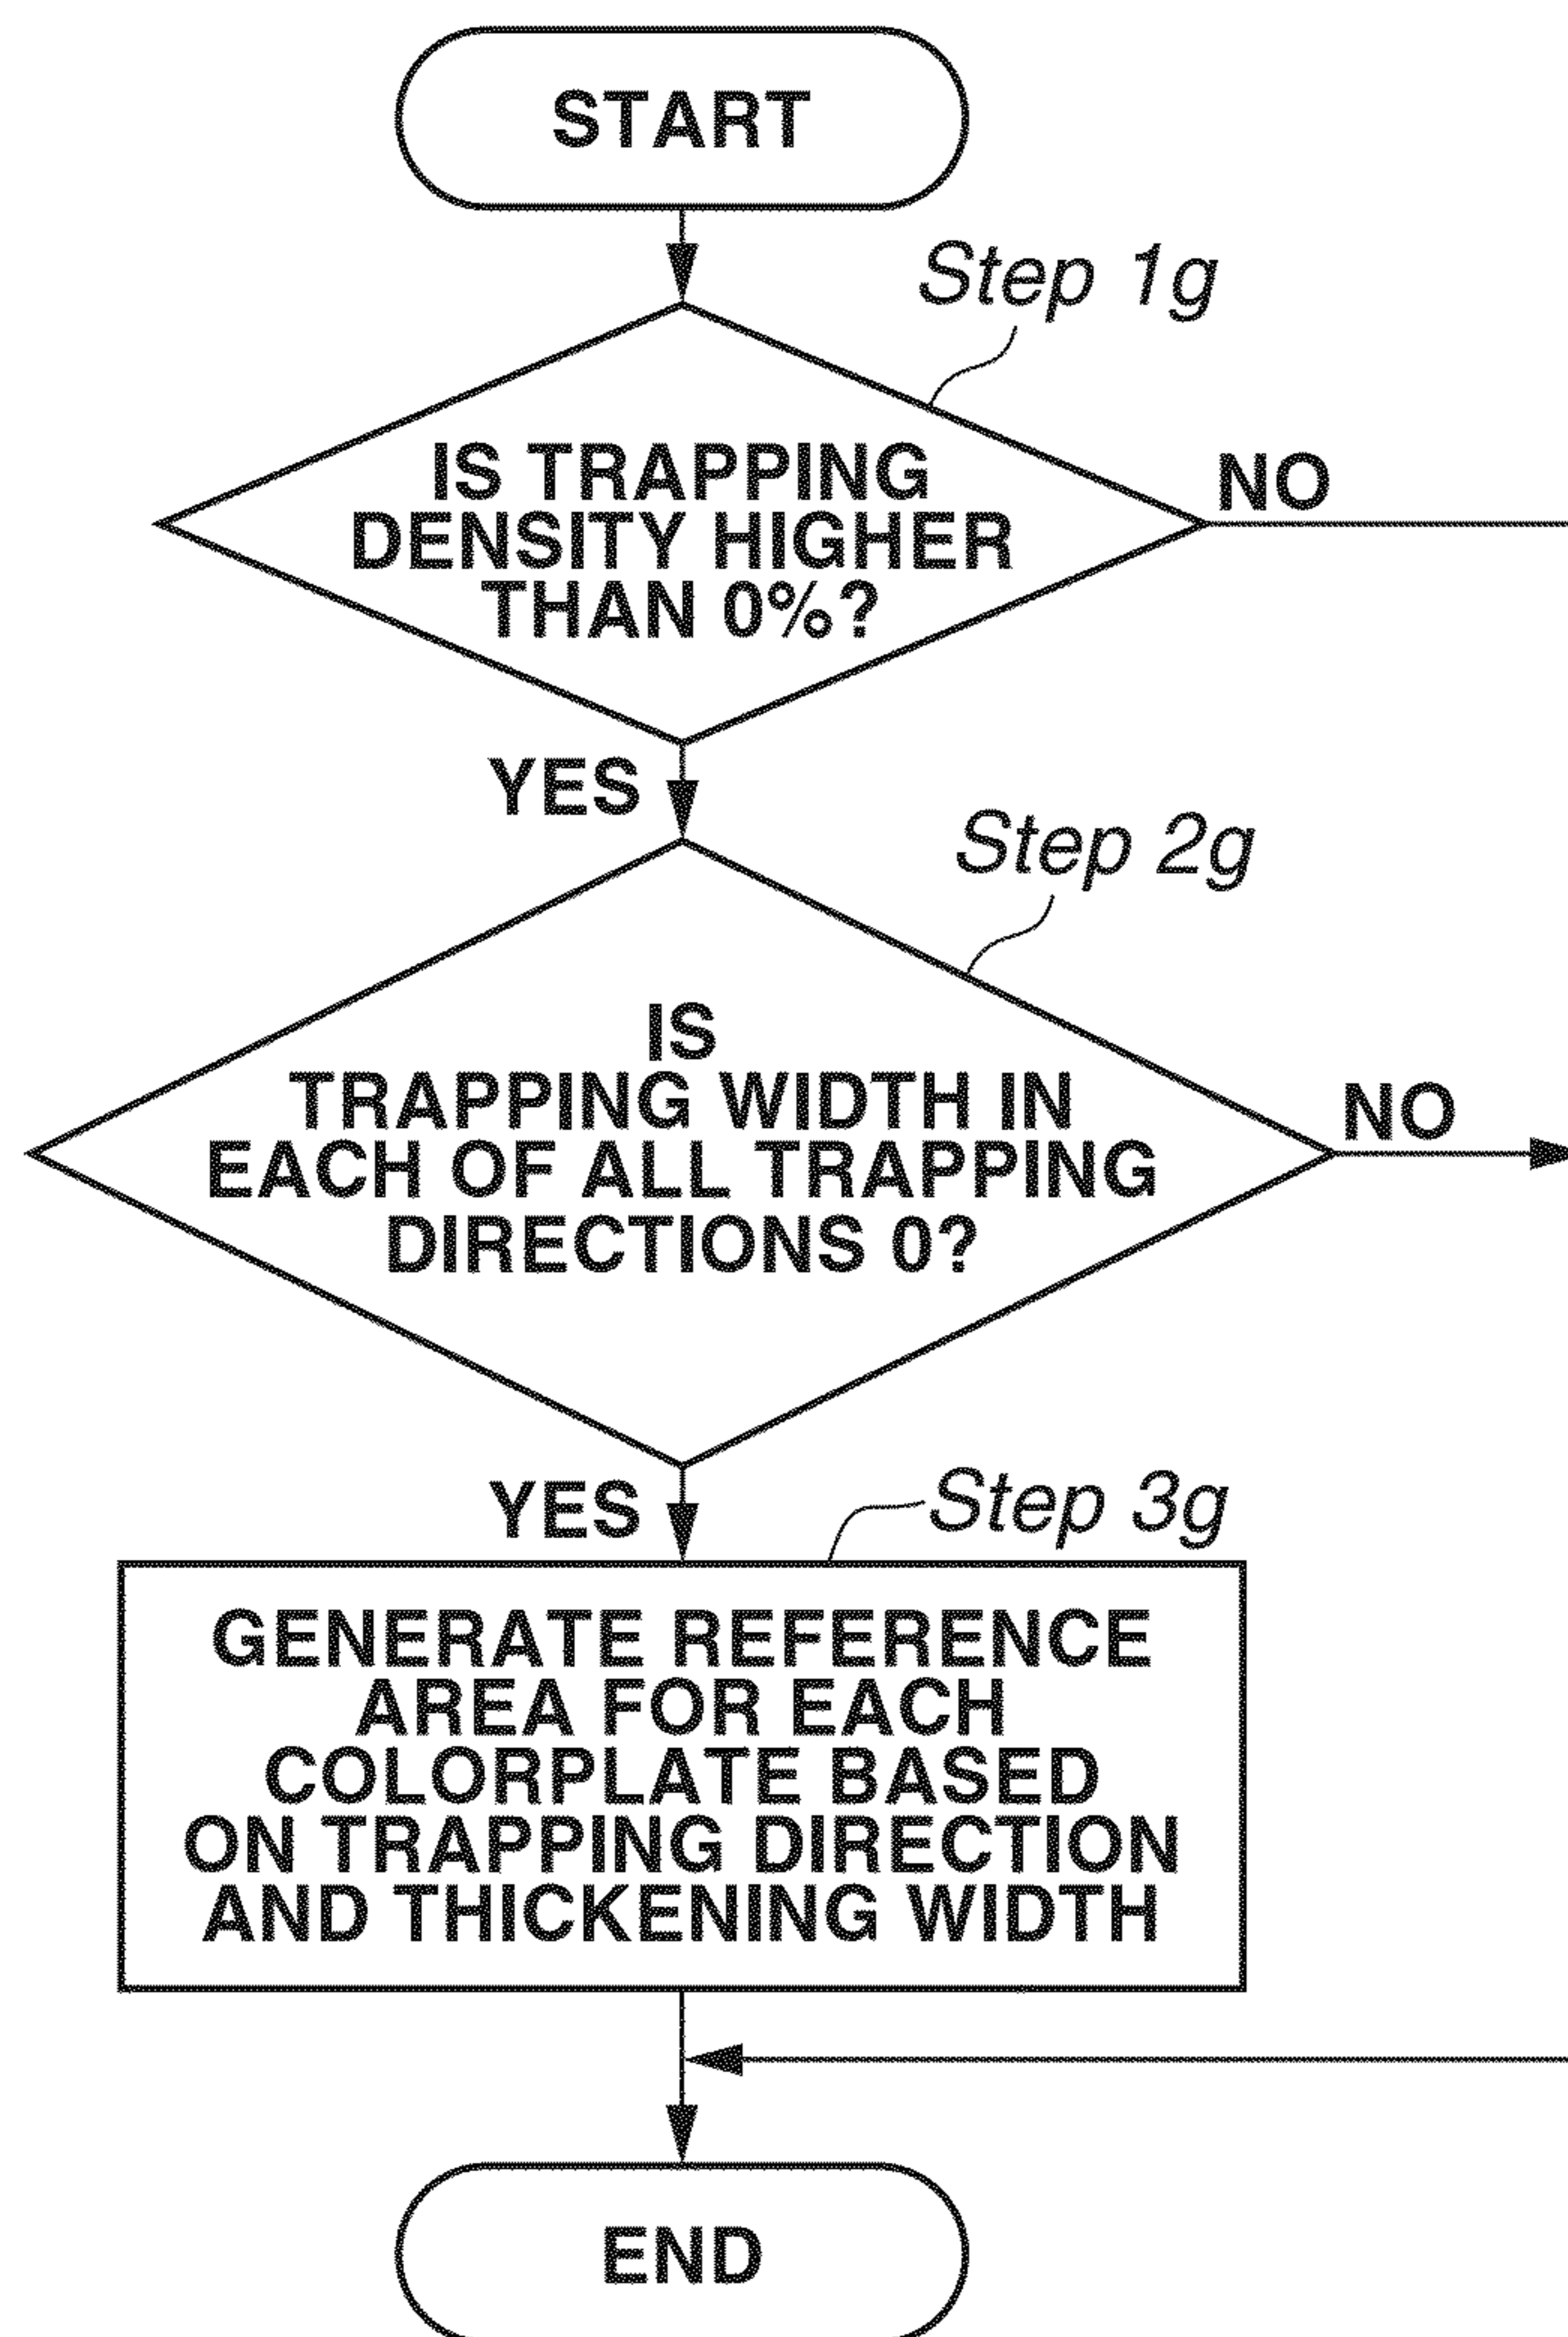 START
Step 1g
IS TRAPPING
DENSITY HIGHER
THAN 0%?
NO
YES
Step 2g
IS
TRAPPING WIDTH IN
EACH OF ALL TRAPPING
DIRECTIONS 0?
NO
YES
Step 3g
GENERATE REFERENCE
AREA FOR EACH
COLORPLATE BASED
ON TRAPPING DIRECTION
AND THICKENING WIDTH
END